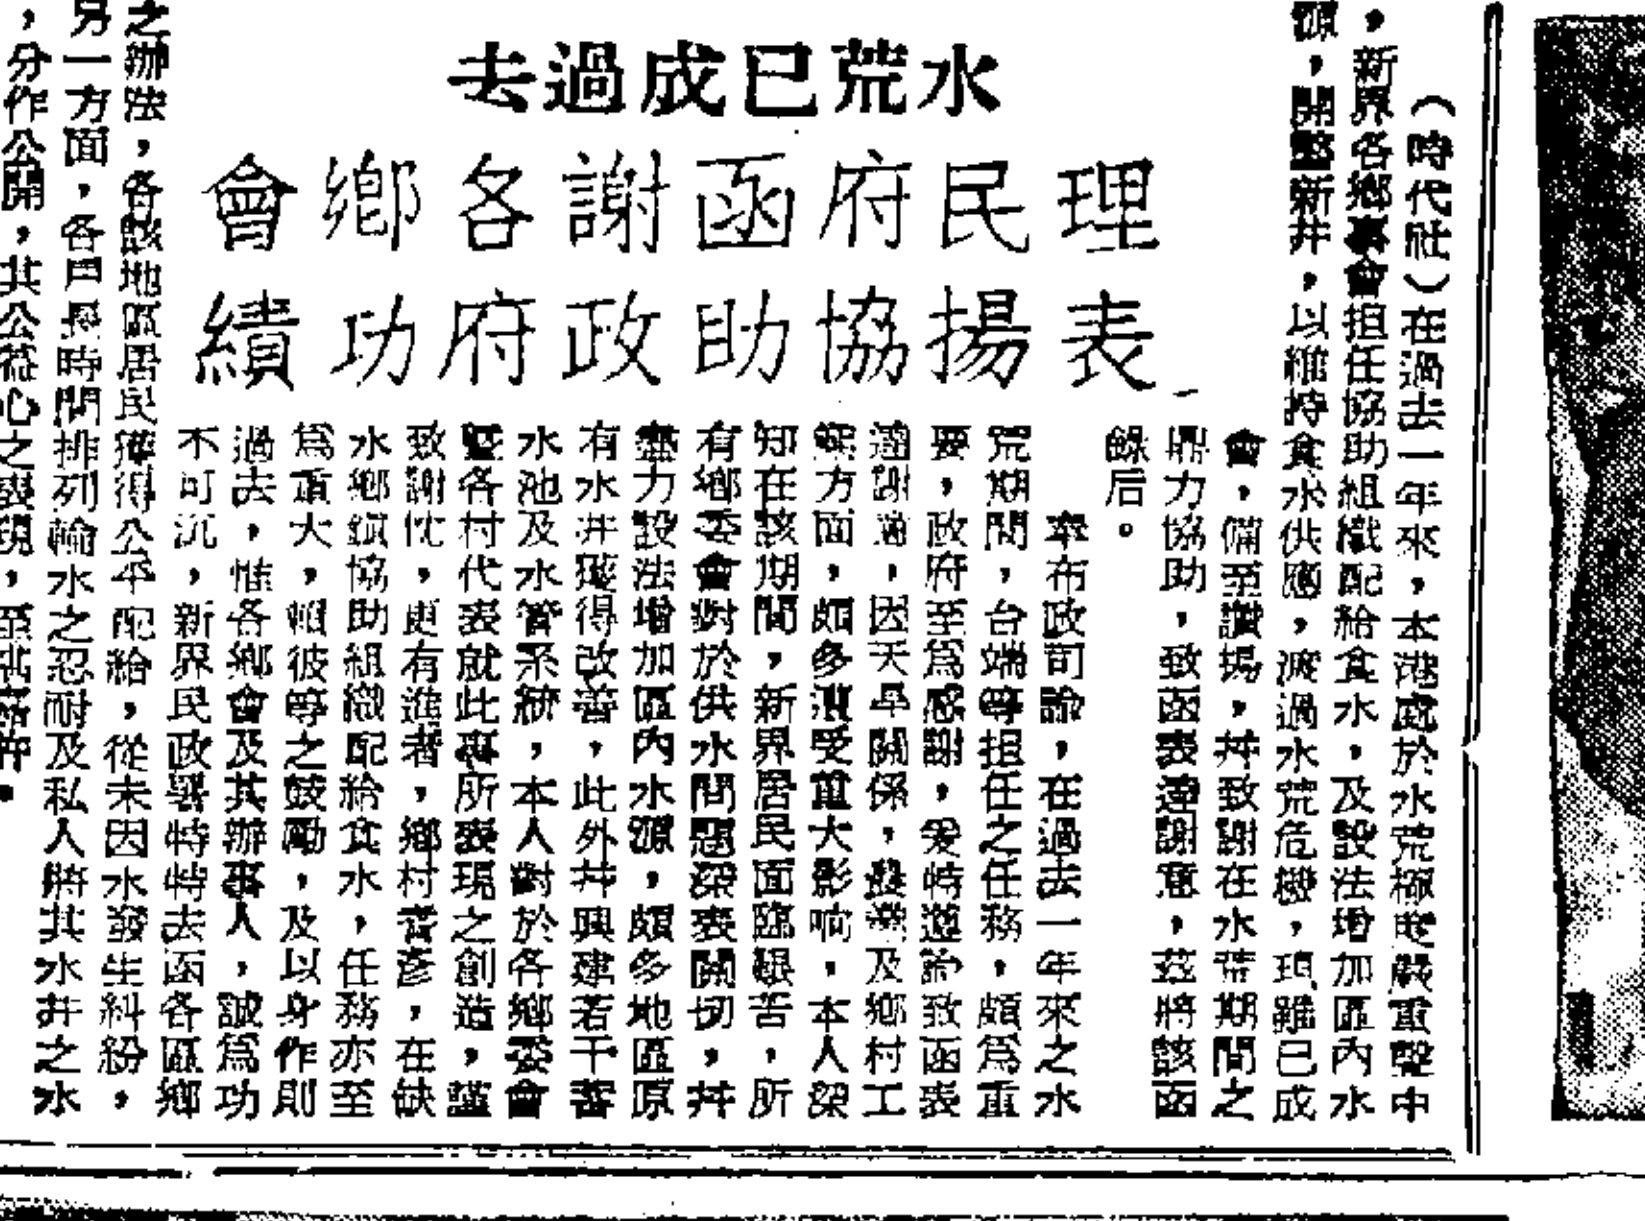 水荒已成過去
理民府函謝各鄉會
表揚協助政府功績
（時代社）在過去一年來，本港處於水荒極度嚴重聲中
，新界各鄉事會担任協助組織配給食水，及設法增加區內水
源，開鑿新井，以維持食水供應，渡過水荒危機，現雖已成
過去，惟各鄉會及其辦事人，誠為功
不可沉，新界民政署特特去函各區鄉
會，備至讚揚，并致謝在水荒期間之
鼎力協助，致函表達謝意，茲將該函
錄后。
奉布政司諭，在過去一年來之水
荒期間，台端等担任之任務，頗為重
要，政府至為感謝，爰特遵諭致函表
達謝意，因天旱關係，農業及鄉村工
業方面，頗多遭受重大影响，本人深
知在該期間，新界居民面臨艱苦，所
有鄉委會對於供水問題深表關切，并
盡力設法增加區內水源，頗多地區原
有水井獲得改善，此外并興建若干蓄
水池及水管系統，本人對於各鄉委會
暨各村代表就此事所表現之創造，謹
致謝忱，更有進者，鄉村耆彥，在缺
水鄉鎮協助組織配給食水，任務亦至
為重大，賴彼等之鼓勵，及以身作則
之辦法，各該地區居民獲得公平配給，從未因水發生糾紛，
另一方面，各戶長時間排列輪水之忍耐及私人將其水井之水
，分作公開，其公益心之表現，至堪嘉許。